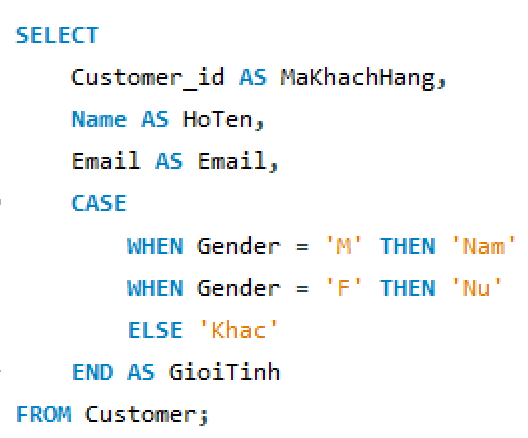 SELECT
Customer_id AS MaKhachHang,
Name AS HoTen,
Email AS Email,
CASE
WHEN Gender = 'M' THEN 'Nam'
WHEN Gender = 'F' THEN 'Nu'
ELSE 'Khac'
END AS GioiTinh
FROM Customer;